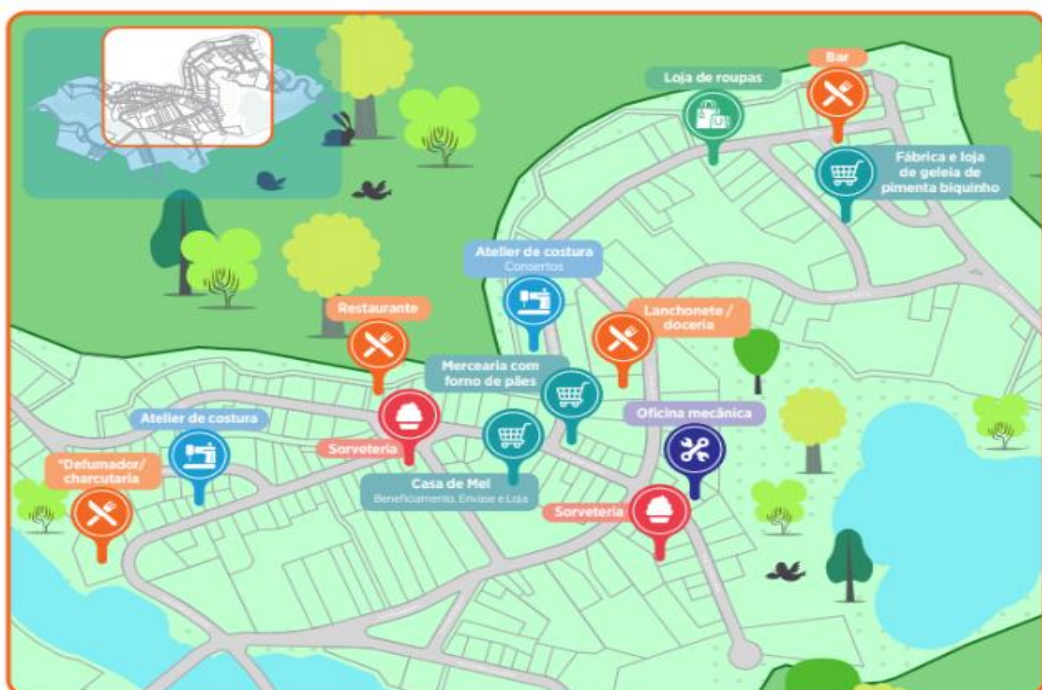 Bar
Loja de roupas
Fábrica e loja
de geleia de
pimenta biquinho
Atelier de costura
Consertos
Restaurante
Lanchonete /
doceria
Mercearia com
forno de pães
Atelier de costura
Oficina mecânica
Sorveteria
"Defumador/
charcutaria
Casa de Mel
Beneficiamento, Envase e Loja
Sorveteria